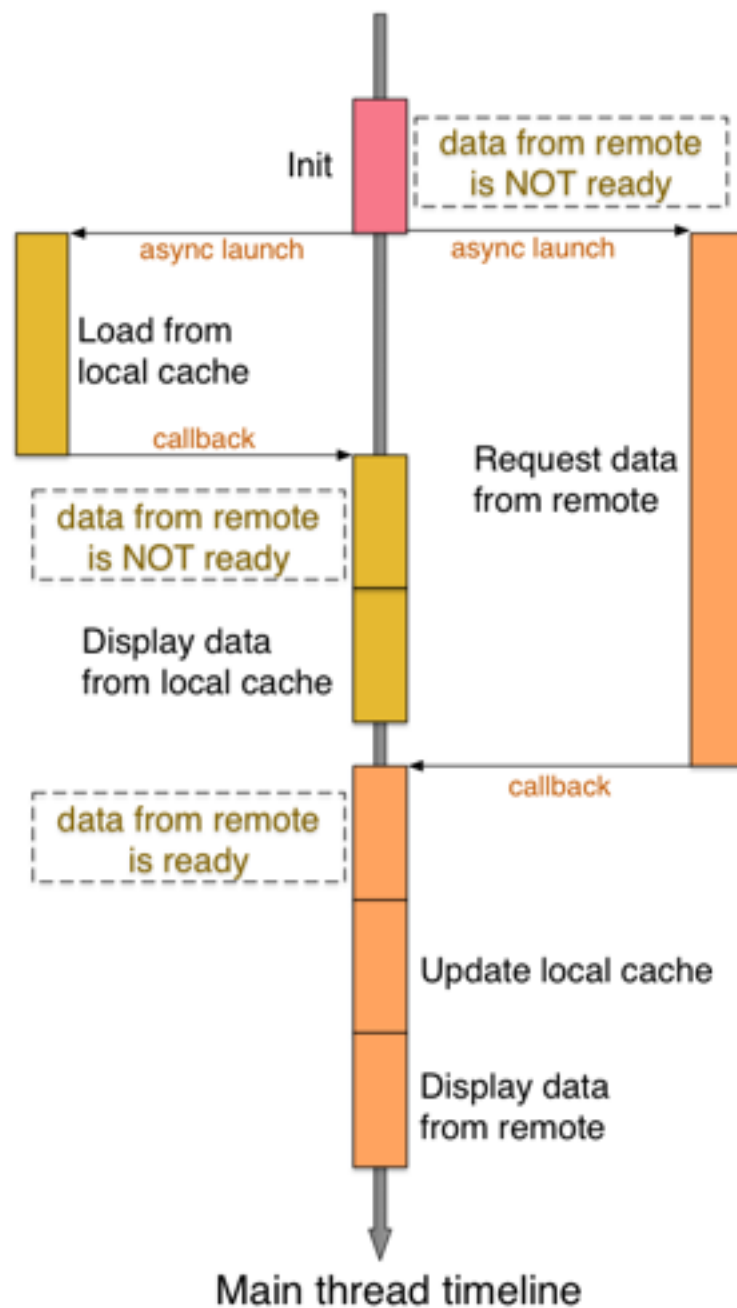 Init
data from remote
is NOT ready
async launch
async launch
Load from
local cache
callback
Request data
from remote
data from remote
is NOT ready
Display data
from local cache
callback
data from remote
is ready
Update local cache
Display data
from remote
Main thread timeline